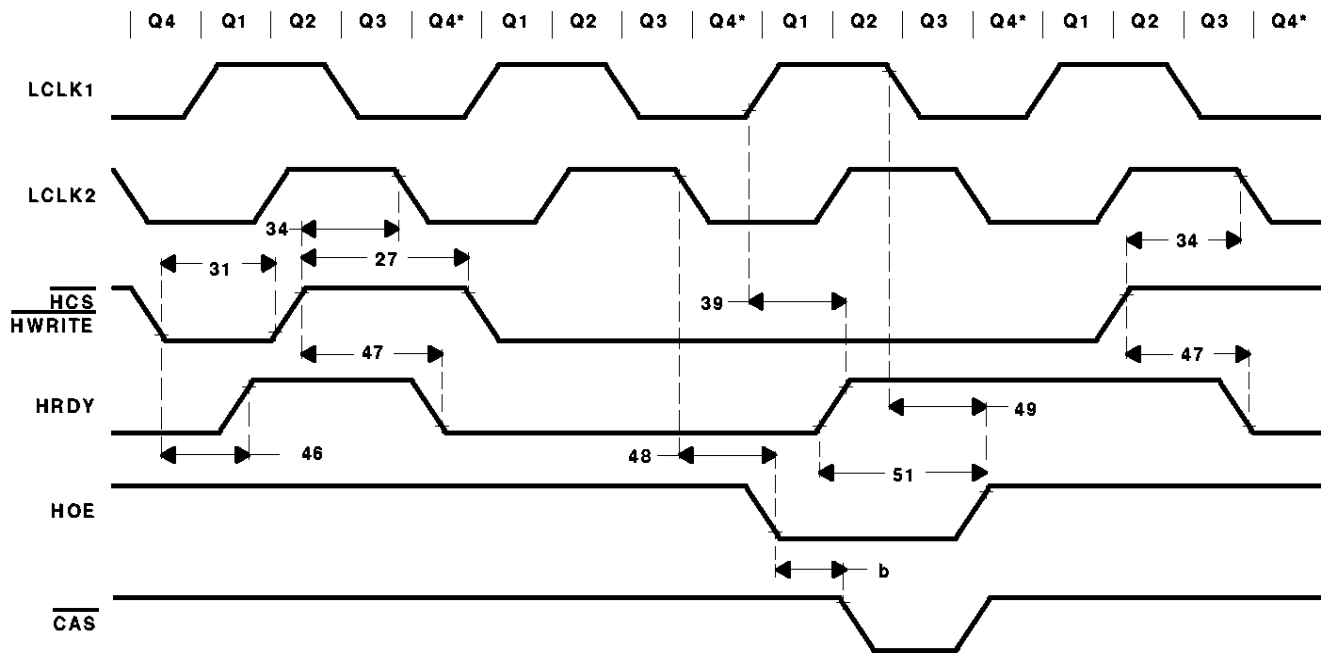 Q4 Q1 Q2 Q3 Q4* Q1 Q2 Q3 Q4* Q1 Q2 Q3 Q4* Q1 Q2 Q3 Q4*
LCLK1
LCLK2
34
34
31
27
HCS
39
HWRITE
47
47
HRDY
49
46
48
51
HOE
b
CAS